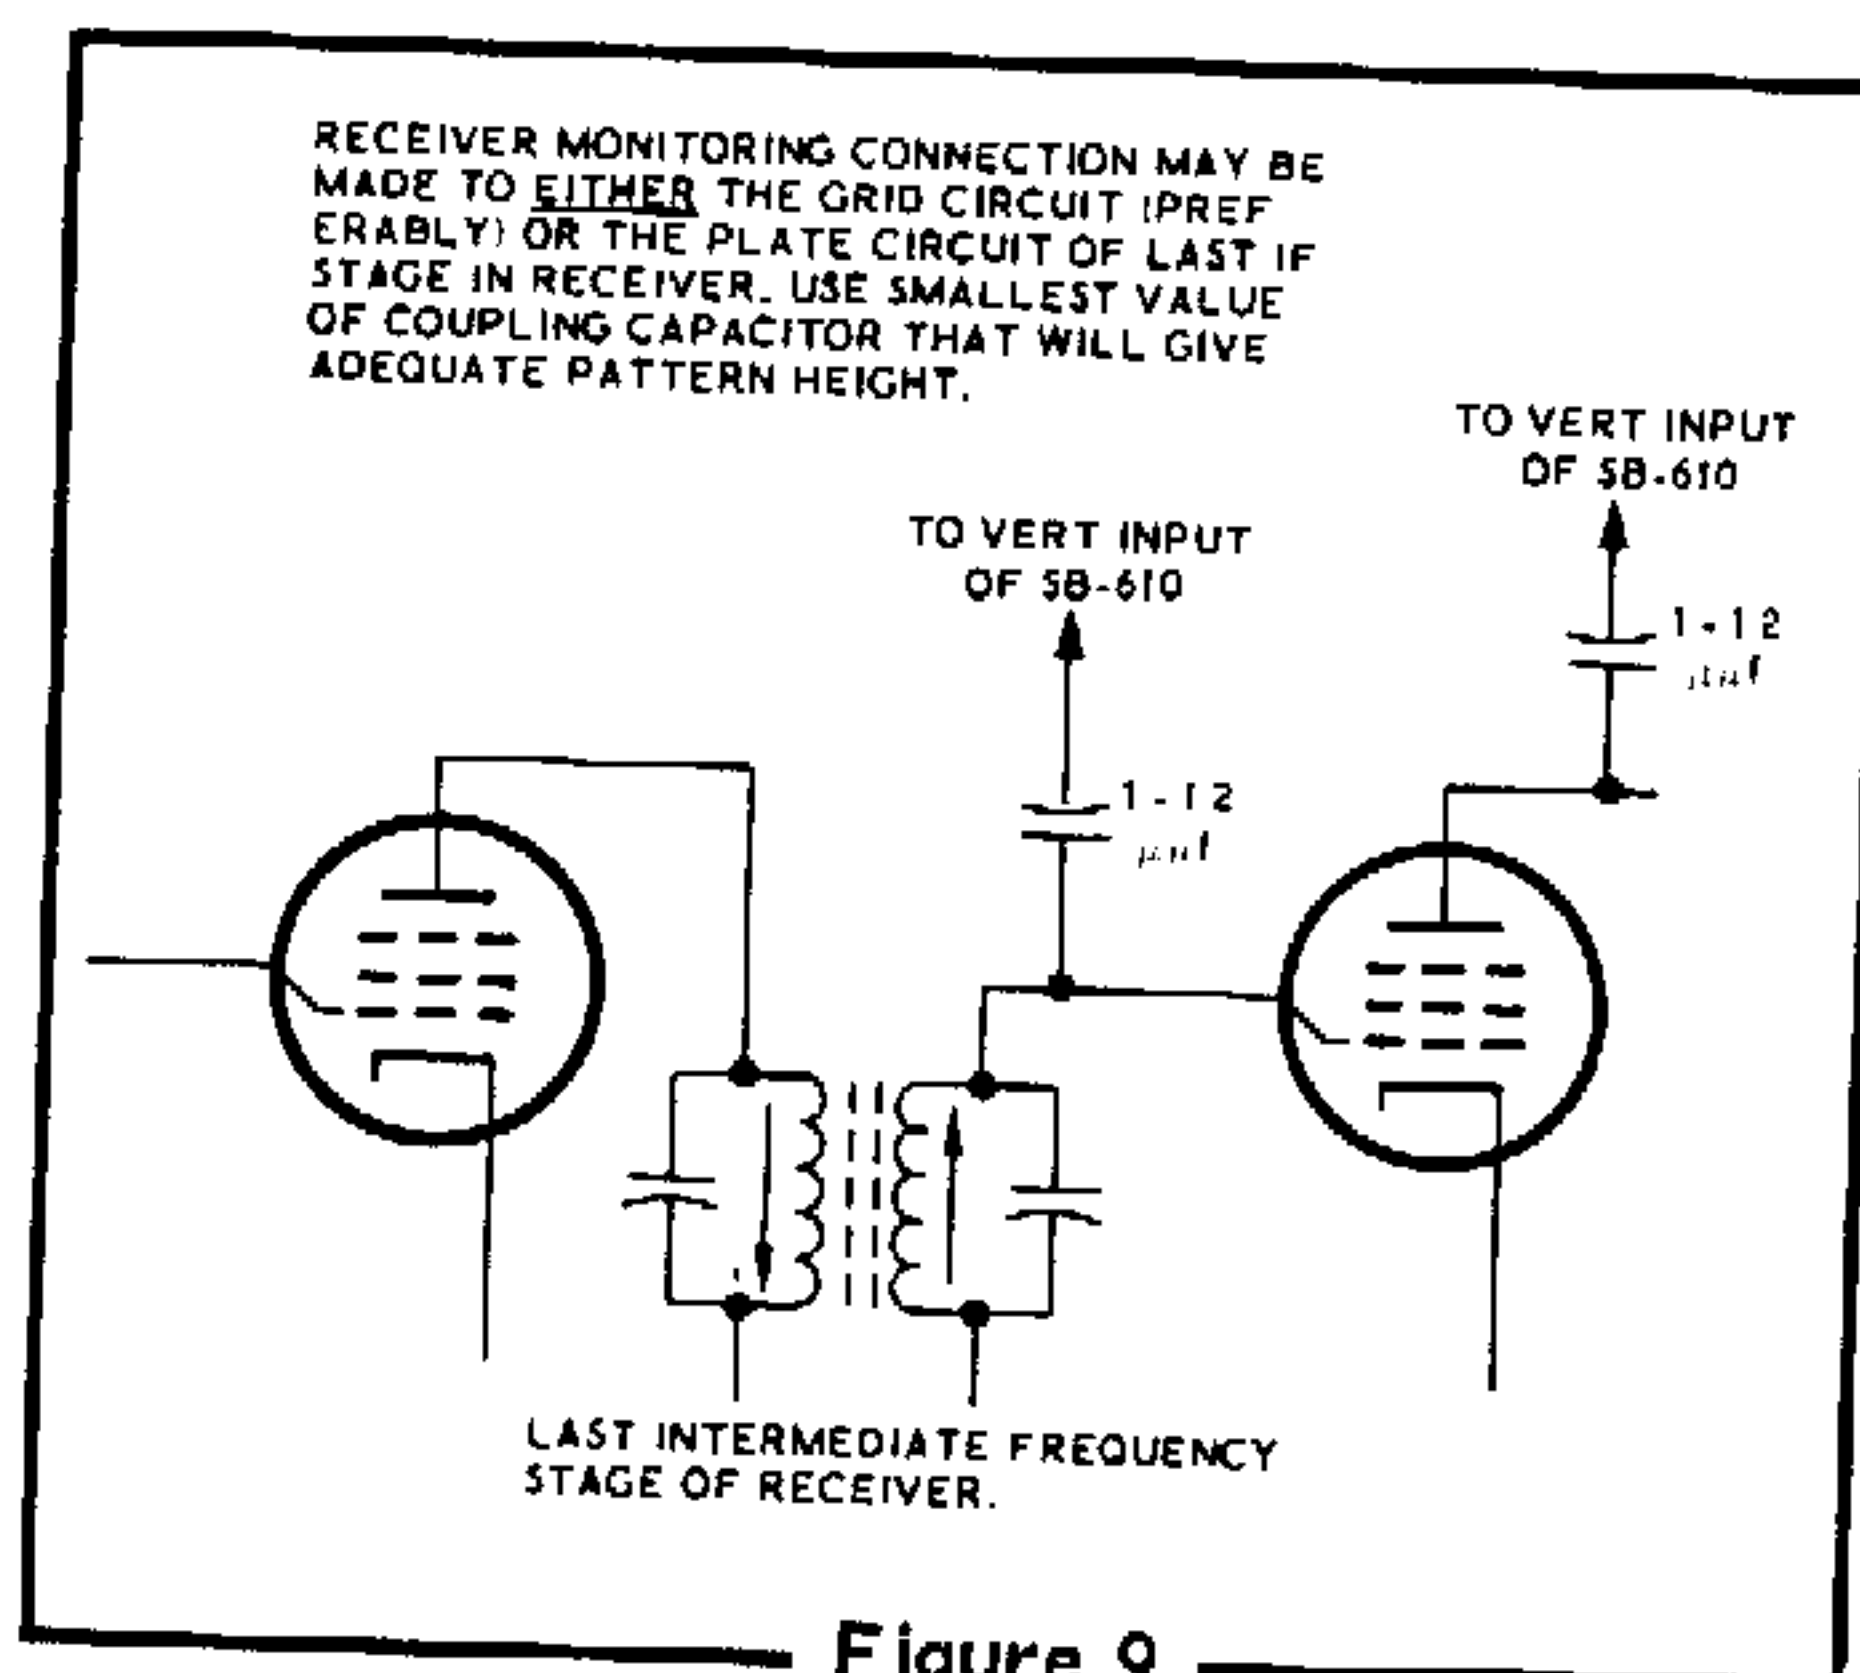 RECEIVER MONITORING CONNECTION MAY BE
MADE TO EITHER THE GRID CIRCUIT (PREF
ERABLY) OR THE PLATE CIRCUIT OF LAST IF
STAGE IN RECEIVER. USE SMALLEST VALUE
OF COUPLING CAPACITOR THAT WILL GIVE
ADEQUATE PATTERN HEIGHT.
TO VERT INPUT
OF SB-610
TO VERT INPUT
OF SB-610
1-12
μμf
1-12
μμf
LAST INTERMEDIATE FREQUENCY
STAGE OF RECEIVER.
Figure 9